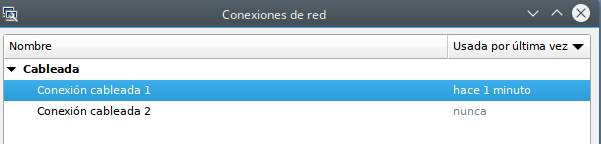 Conexiones de red
Nombre Usada por última vez
Cableada
Conexión cableada 1 hace 1 minuto
Conexión cableada 2 nunca